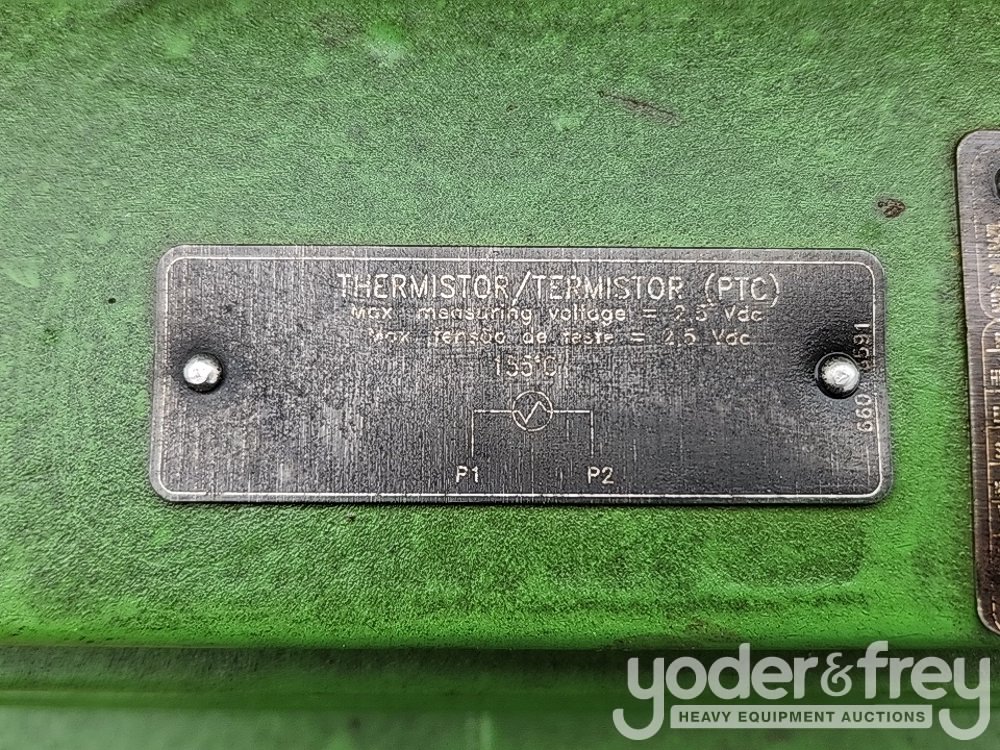 THERMISTOR/TERMISTOR (PTC)
Max. measuring voltage = 2,5 Vdc
Max. Tensão de teste = 2,5 Vdc
155°C
P1 P2
yoder&frey
HEAVY EQUIPMENT AUCTIONS